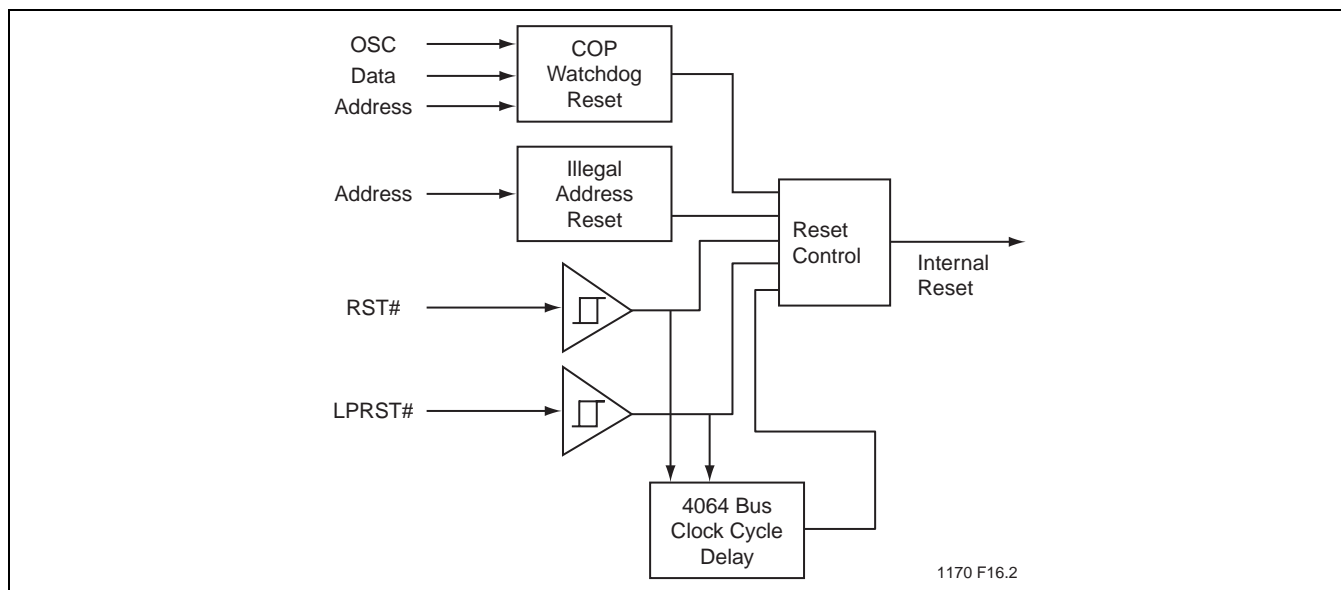 OSC
Data
Address
COP
Watchdog
Reset
Address
Illegal
Address
Reset
Reset
Control
Internal
Reset
RST#
LPRST#
4064 Bus
Clock Cycle
Delay
1170 F16.2